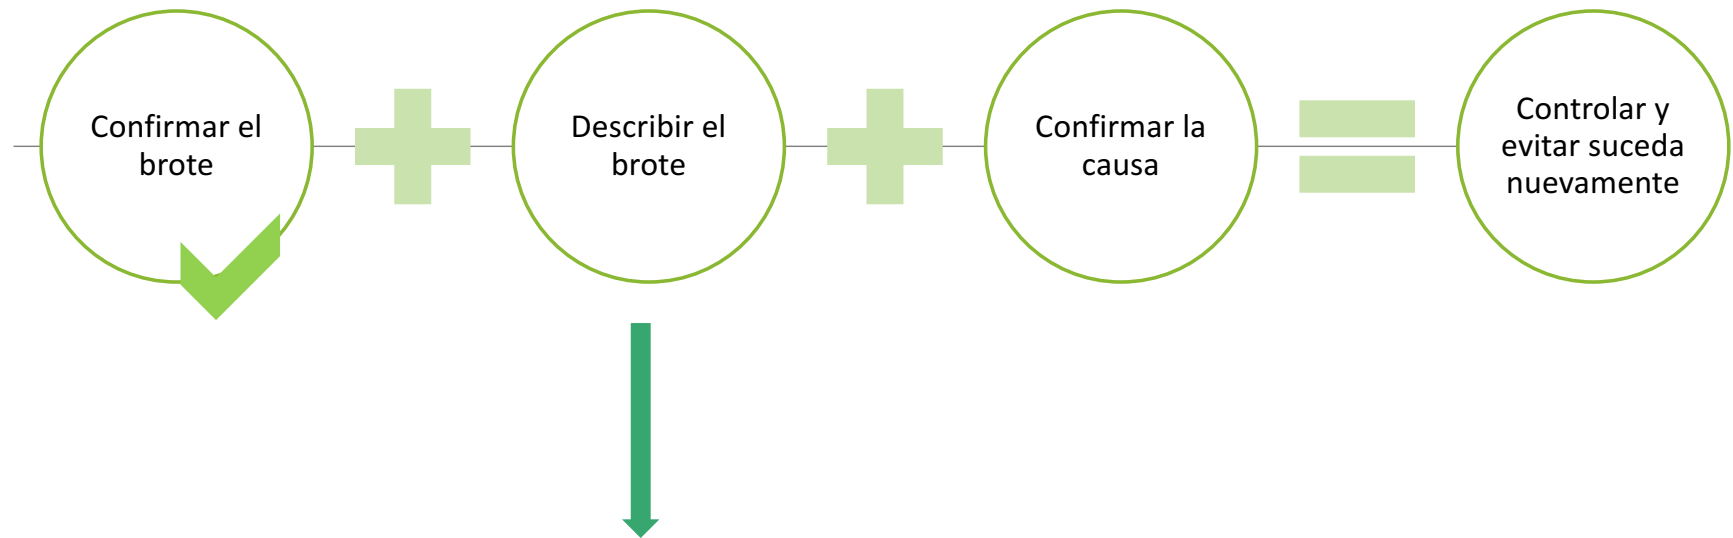 Confirmar el
brote
Describir el
brote
Confirmar la
causa
Controlar y
evitar suceda
nuevamente